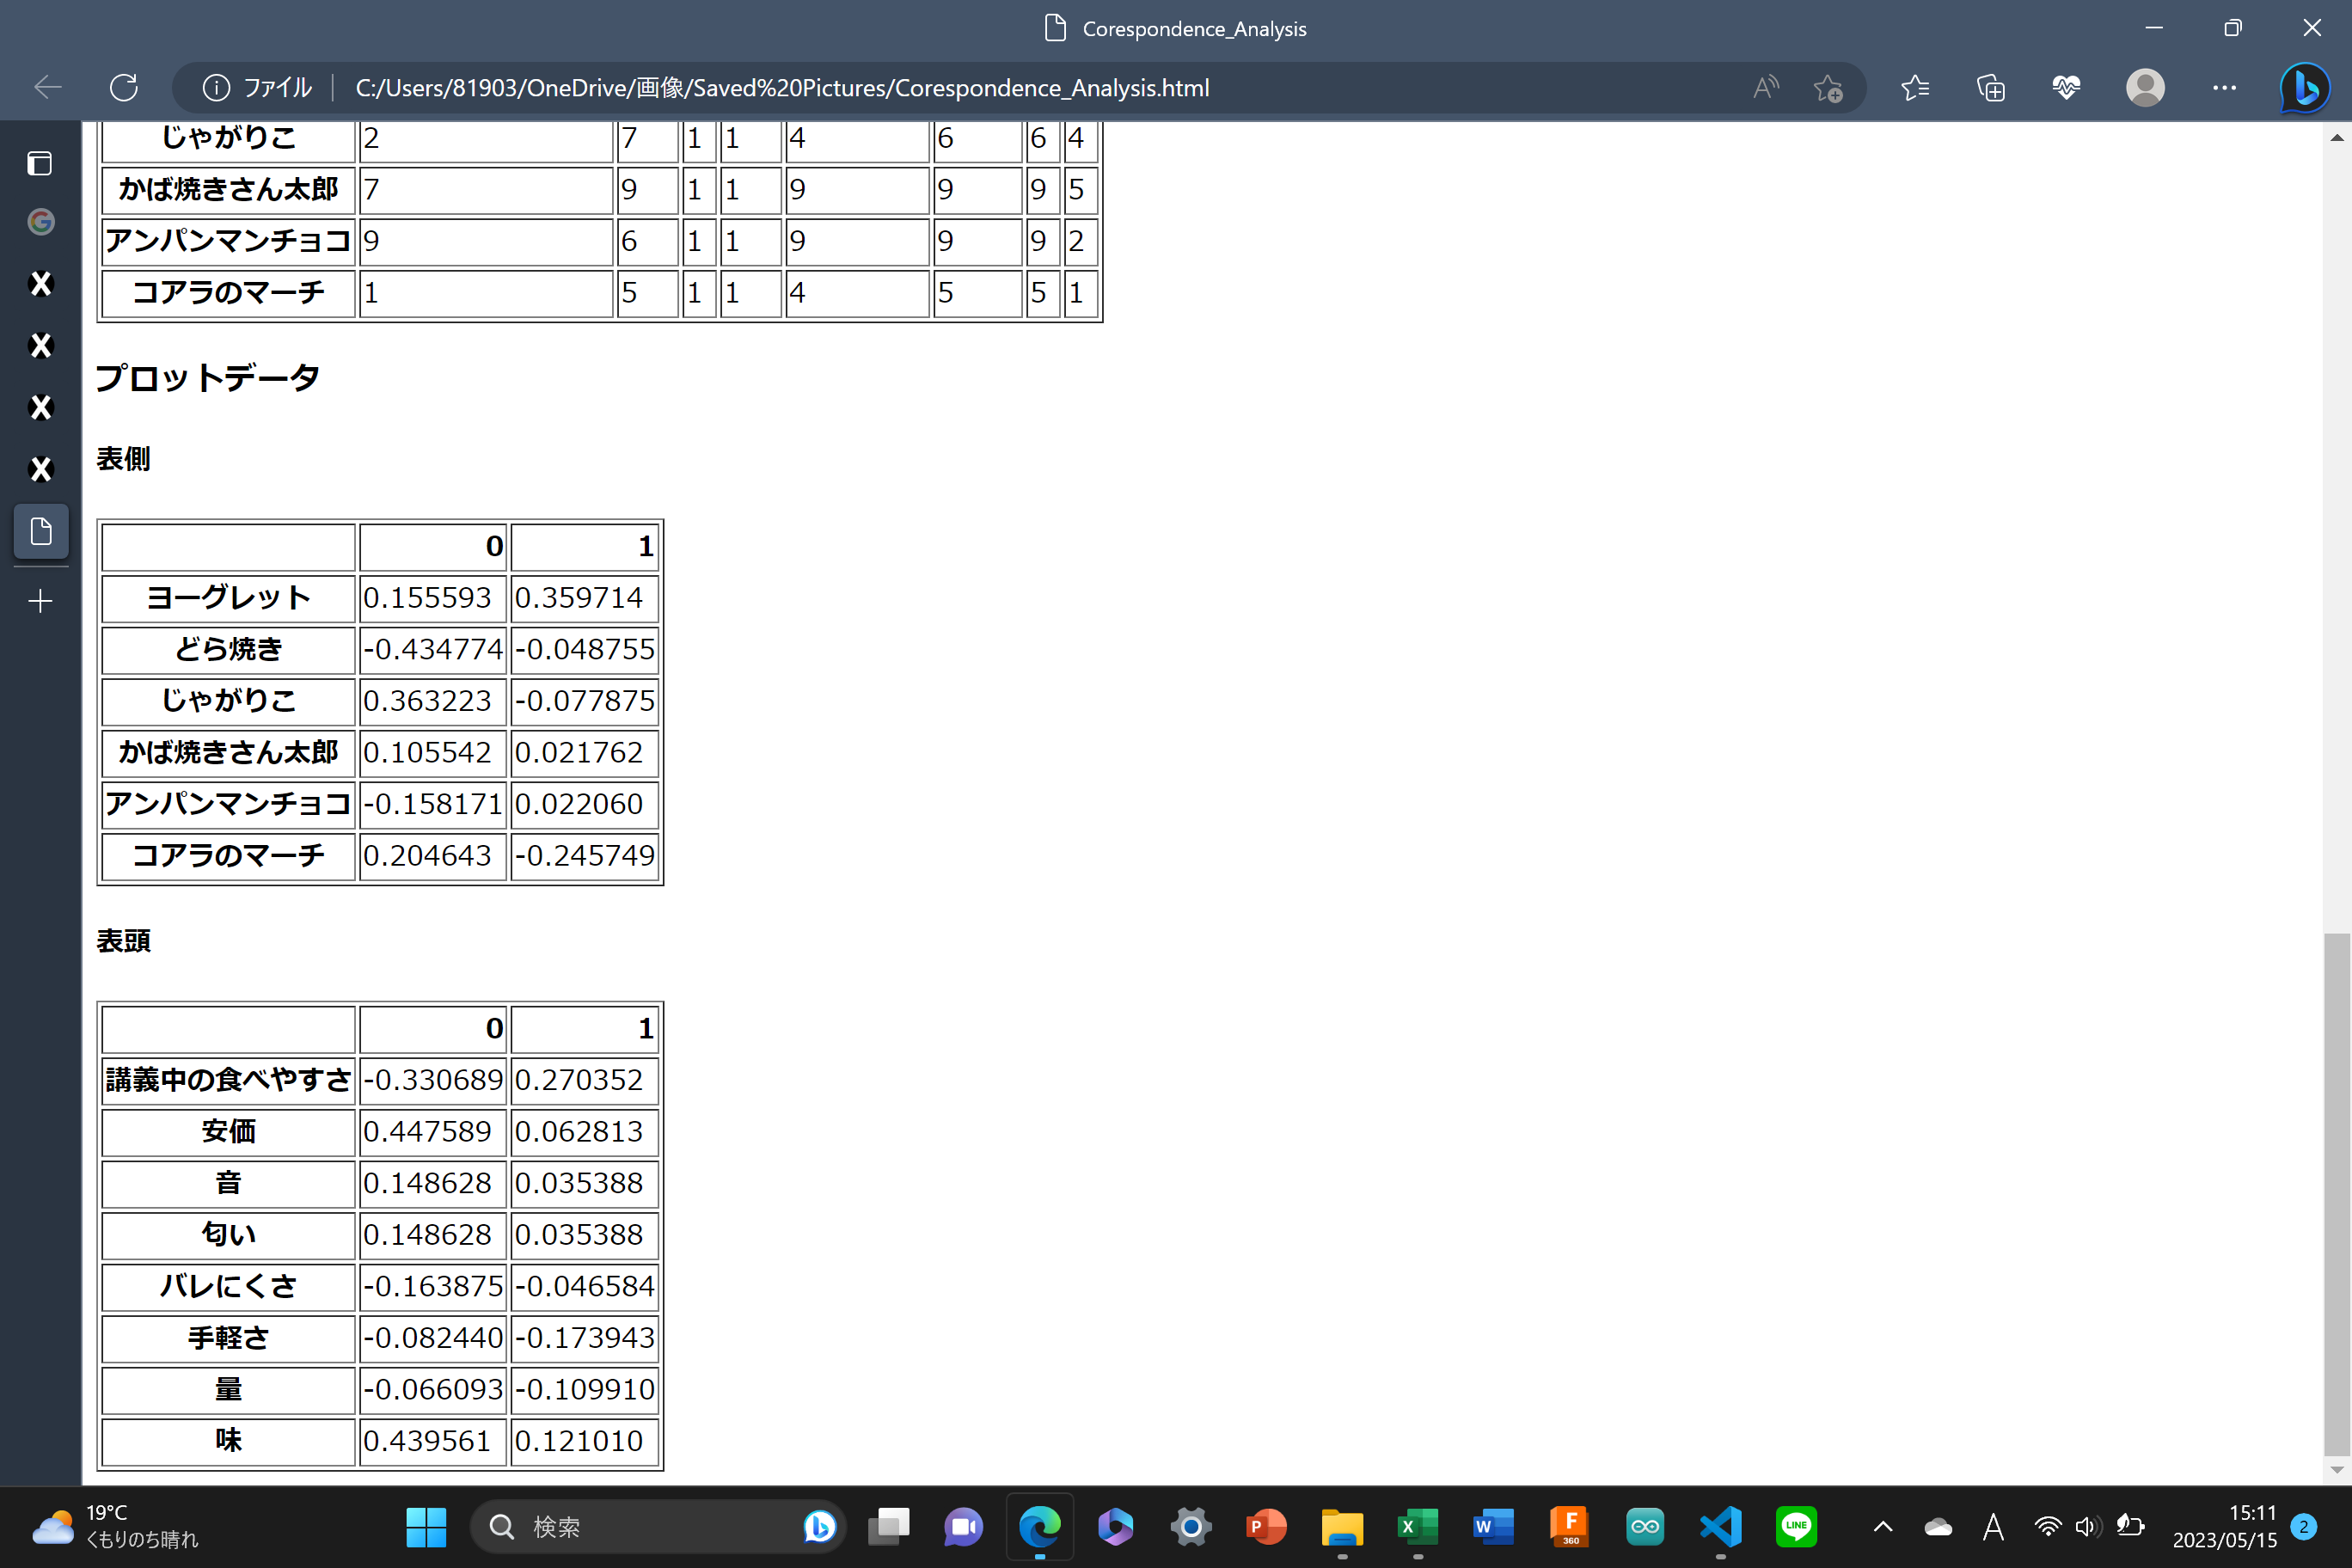 Corespondence_Analysis
ファイル C:/Users/81903/OneDrive/画像/Saved%20Pictures/Corespondence_Analysis.html
じゃがりこ 2 7 1 1 4 6 6 4
かば焼きさん太郎 7 9 1 1 9 9 9 5
アンパンマンチョコ 9 6 1 1 9 9 9 2
コアラのマーチ 1 5 1 1 4 5 5 1
プロットデータ
表側
0 1
ヨーグレット 0.155593 0.359714
どら焼き -0.434774 -0.048755
じゃがりこ 0.363223 -0.077875
かば焼きさん太郎 0.105542 0.021762
アンパンマンチョコ -0.158171 0.022060
コアラのマーチ 0.204643 -0.245749
表頭
0 1
講義中の食べやすさ -0.330689 0.270352
安価 0.447589 0.062813
音 0.148628 0.035388
匂い 0.148628 0.035388
バレにくさ -0.163875 -0.046584
手軽さ -0.082440 -0.173943
量 -0.066093 -0.109910
味 0.439561 0.121010
19°C
くもりのち晴れ
検索
P
X
W
F
360
LINE
A
15:11
2023/05/15
2